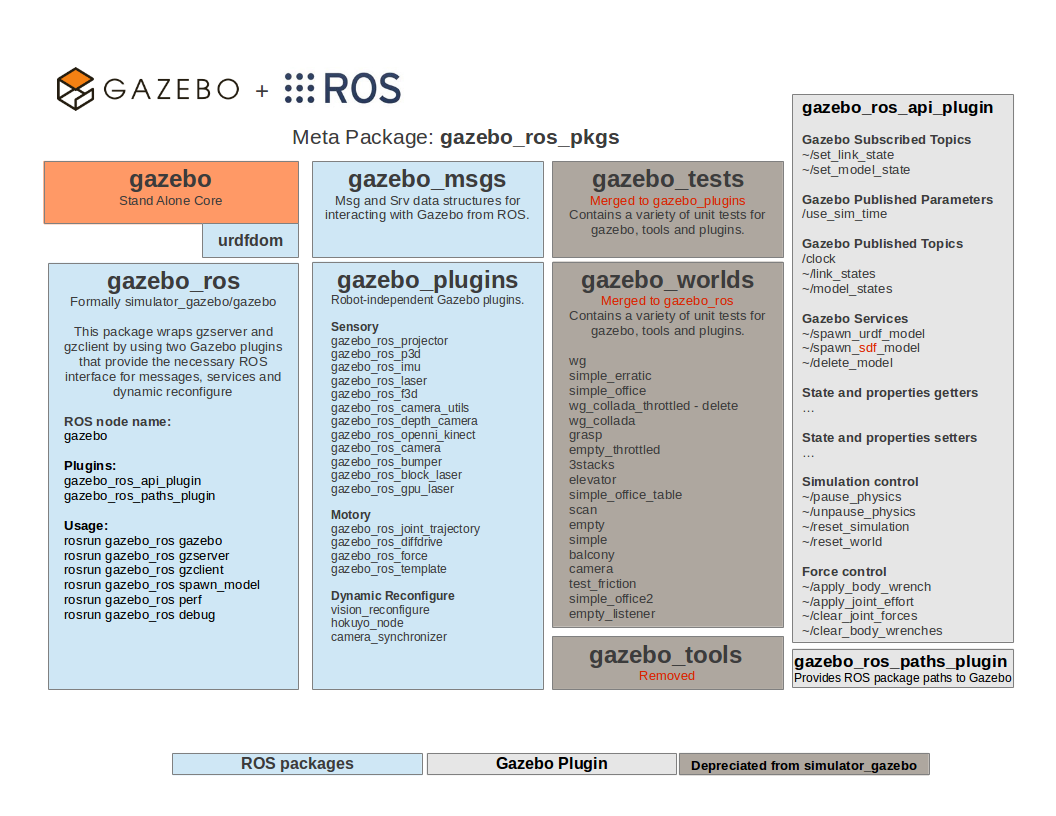 GAZEBO + ROS
Meta Package: gazebo_ros_pkgs
gazebo
Stand Alone Core
urdfdom
gazebo_ros
Formally simulator_gazebo/gazebo
This package wraps gzserver and
gzclient by using two Gazebo plugins
that provide the necessary ROS
interface for messages, services and
dynamic reconfigure
ROS node name:
gazebo
Plugins:
gazebo_ros_api_plugin
gazebo_ros_paths_plugin
Usage:
rosrun gazebo_ros gazebo
rosrun gazebo_ros gzserver
rosrun gazebo_ros gzclient
rosrun gazebo_ros spawn_model
rosrun gazebo_ros perf
rosrun gazebo_ros debug
gazebo_msgs
Msg and Srv data structures for
interacting with Gazebo from ROS.
gazebo_plugins
Robot-independent Gazebo plugins.
Sensory
gazebo_ros_projector
gazebo_ros_p3d
gazebo_ros_imu
gazebo_ros_laser
gazebo_ros_f3d
gazebo_ros_camera_utils
gazebo_ros_depth_camera
gazebo_ros_openni_kinect
gazebo_ros_camera
gazebo_ros_bumper
gazebo_ros_block_laser
gazebo_ros_gpu_laser
Motory
gazebo_ros_joint_trajectory
gazebo_ros_diffdrive
gazebo_ros_force
gazebo_ros_template
Dynamic Reconfigure
vision_reconfigure
hokuyo_node
camera_synchronizer
gazebo_tests
Merged to gazebo_plugins
Contains a variety of unit tests for
gazebo, tools and plugins.
gazebo_worlds
Merged to gazebo_ros
Contains a variety of unit tests for
gazebo, tools and plugins.
wg
simple_erratic
simple_office
wg_collada_throttled - delete
wg_collada
grasp
empty_throttled
3stacks
elevator
simple_office_table
scan
empty
simple
balcony
camera
test_friction
simple_office2
empty_listener
gazebo_tools
Removed
gazebo_ros_api_plugin
Gazebo Subscribed Topics
~/set_link_state
~/set_model_state
Gazebo Published Parameters
/use_sim_time
Gazebo Published Topics
/clock
~/link_states
~/model_states
Gazebo Services
~/spawn_urdf_model
~/spawn_sdf_model
~/delete_model
State and properties getters
…
State and properties setters
…
Simulation control
~/pause_physics
~/unpause_physics
~/reset_simulation
~/reset_world
Force control
~/apply_body_wrench
~/apply_joint_effort
~/clear_joint_forces
~/clear_body_wrenches
gazebo_ros_paths_plugin
Provides ROS package paths to Gazebo
ROS packages
Gazebo Plugin
Depreciated from simulator_gazebo